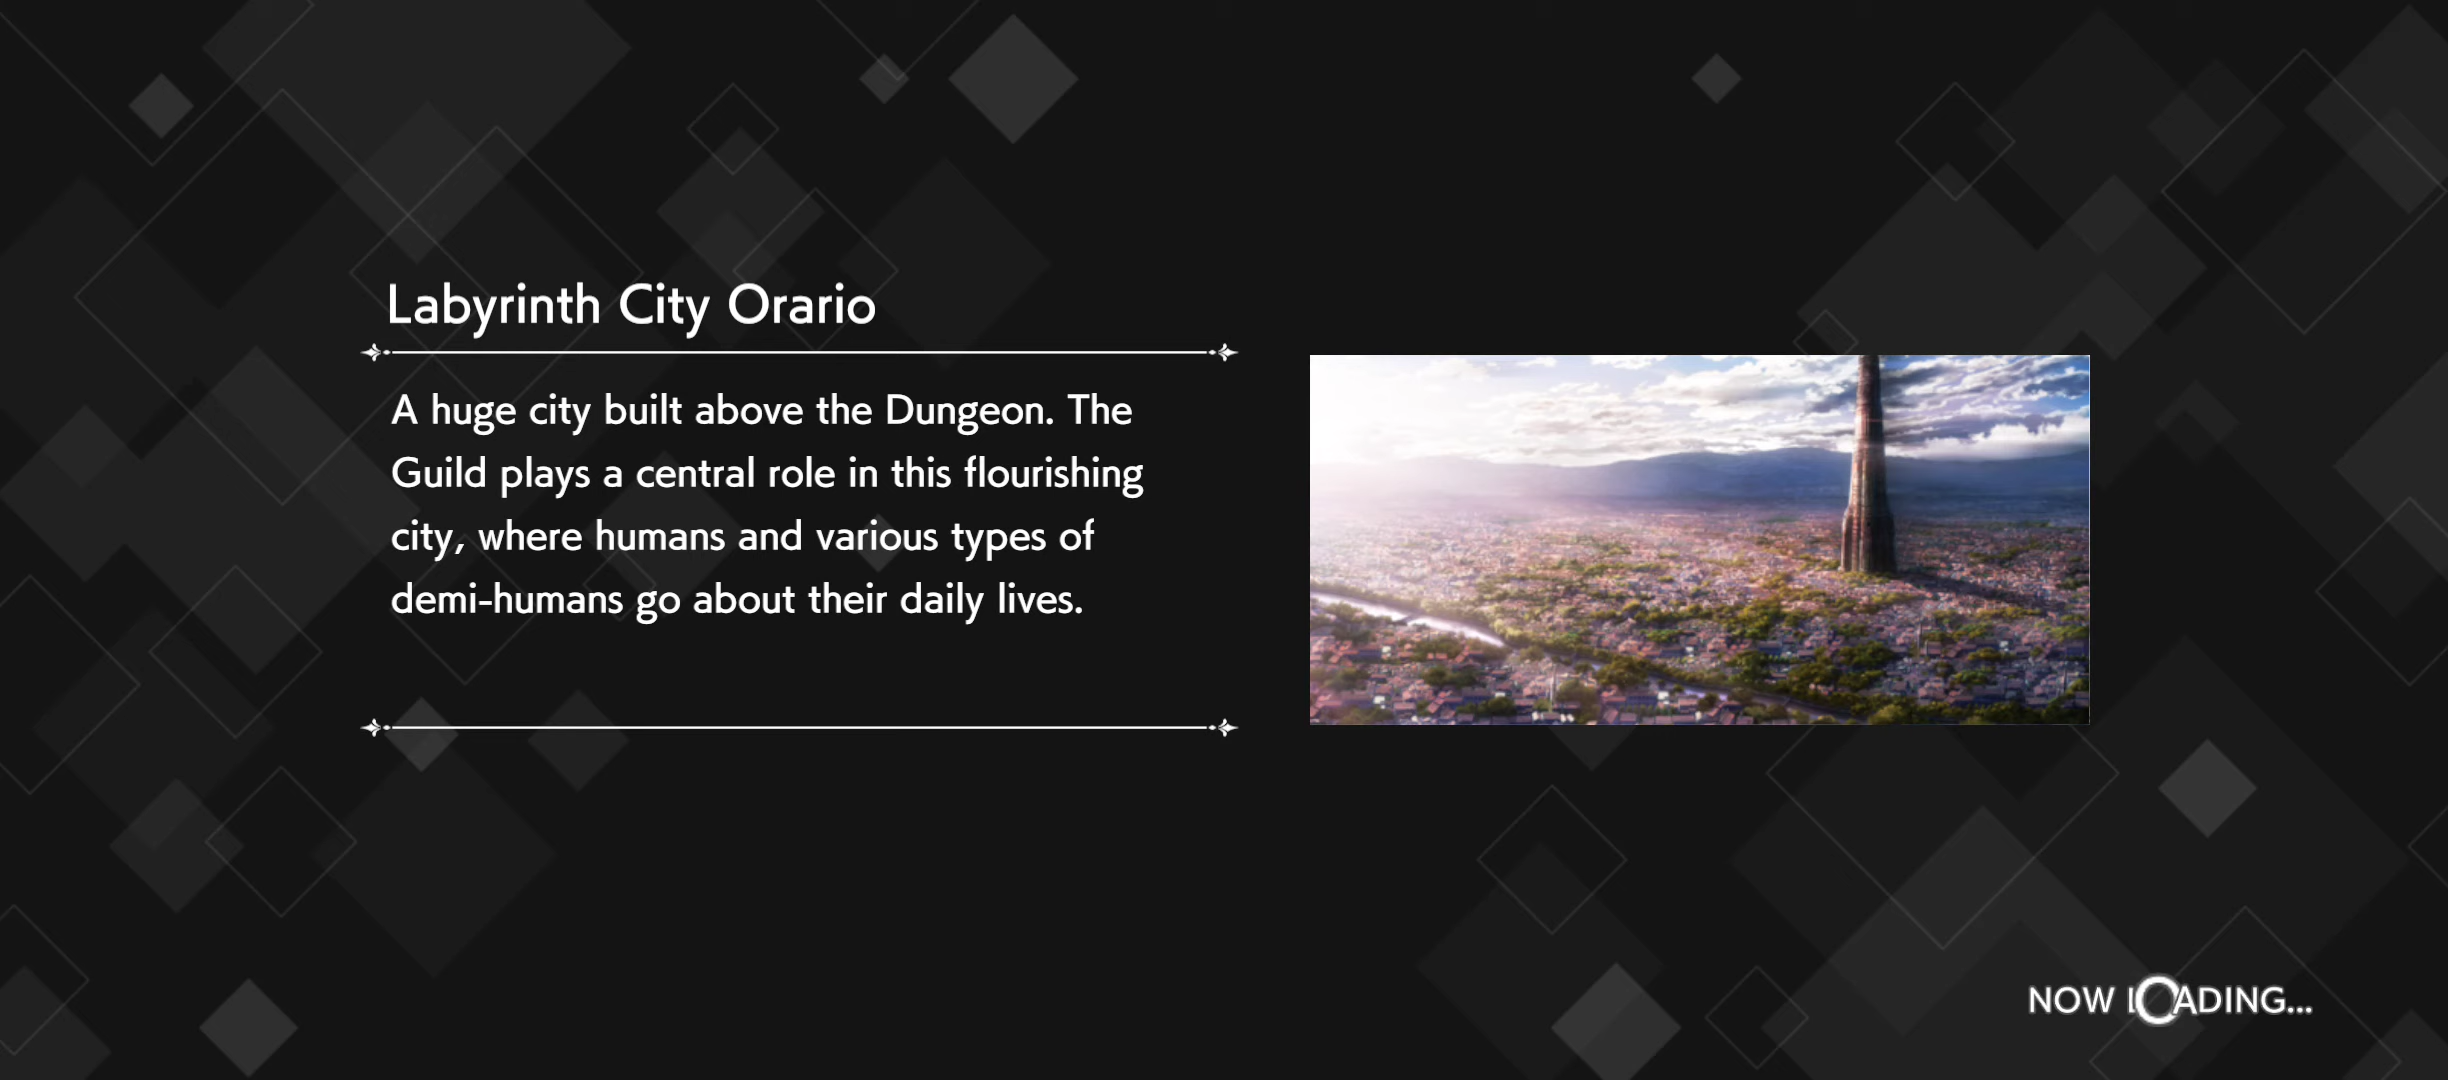 Labyrinth City Orario
A huge city built above the Dungeon. The
Guild plays a central role in this flourishing
city, where humans and various types of
demi-humans go about their daily lives.
NOW LOADING...